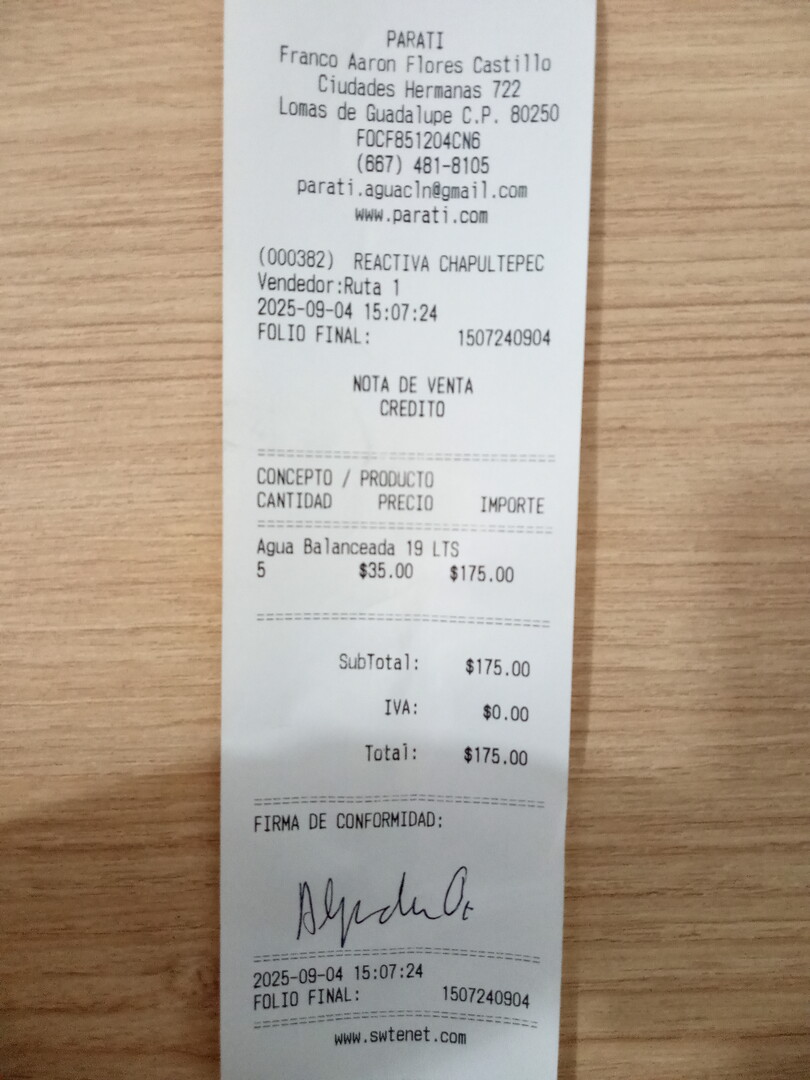 PARATI
Franco Aaron Flores Castillo
Ciudades Hermanas 722
Lomas de Guadalupe C.P. 80250
FOCF851204CN6
(667) 481-8105
parati.aguacln@gmail.com
www.parati.com
(000382) REACTIVA CHAPULTEPEC
Vendedor:Ruta 1
2025-09-04 15:07:24
FOLIO FINAL: 1507240904
NOTA DE VENTA
CREDITO
CONCEPTO / PRODUCTO
CANTIDAD PRECIO IMPORTE
Agua Balanceada 19 LTS
5 $35.00 $175.00
SubTotal: $175.00
IVA: $0.00
Total: $175.00
FIRMA DE CONFORMIDAD:
2025-09-04 15:07:24
FOLIO FINAL: 1507240904
www.swtenet.com